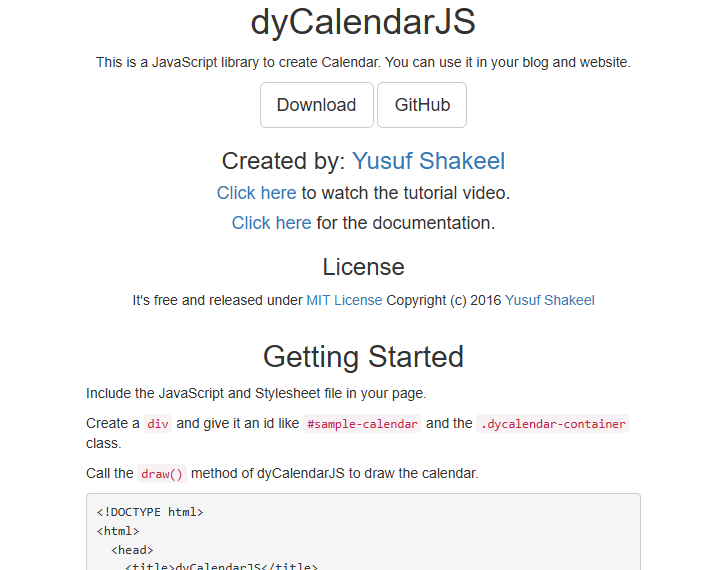 dyCalendarJS
This is a JavaScript library to create Calendar. You can use it in your blog and website.
Download GitHub
Created by: Yusuf Shakeel
Click here to watch the tutorial video.
Click here for the documentation.
License
It's free and released under MIT License Copyright (c) 2016 Yusuf Shakeel
Getting Started
Include the JavaScript and Stylesheet file in your page.
Create a div and give it an id like #sample-calendar and the .dycalendar-container
class.
Call the draw() method of dyCalendarJS to draw the calendar.
<!DOCTYPE html>
<html>
<head>
<title>dyCalendarJS</title>